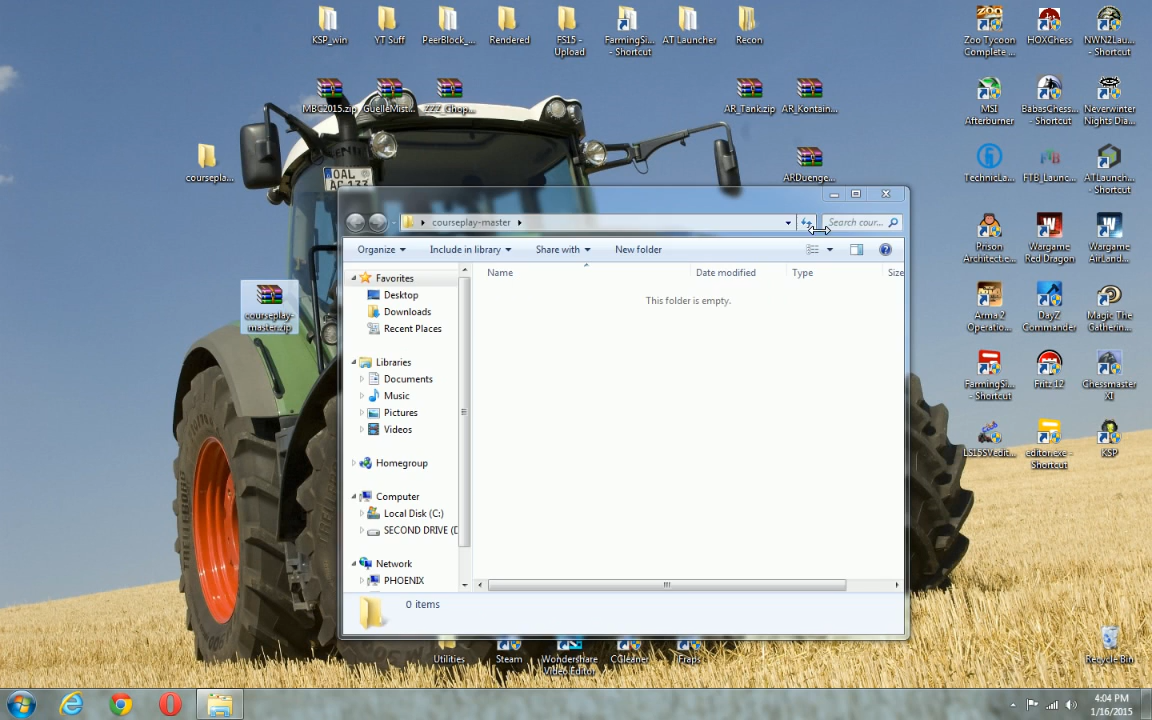 KSP_win
YT Suff
PeerBlock_...
Rendered
FS15 -
Upload
FarmingSi...
- Shortcut
AT Launcher
Recon
Zoo Tycoon
Complete ...
HOXChess
NWN2Lau...
- Shortcut
MBC2015.zip
GuelleMist...
ZZZ_Chop...
AR_Tank.zip
AR_Kontain...
MSI
Afterburner
BabasChess...
- Shortcut
Neverwinter
Nights Dia...
coursepla...
ARDuenge...
TechnicLa...
FTB_Launc...
ATLaunch...
- Shortcut
courseplay-master
Search cour...
Organize
Include in library
Share with
New folder
Name
Date modified
Type
Size
This folder is empty.
Favorites
Desktop
Downloads
Recent Places
Libraries
Documents
Music
Pictures
Videos
Homegroup
Computer
Local Disk (C:)
SECOND DRIVE (D
Network
PHOENIX
0 items
courseplay-
master.zip
Prison
Architect.e...
Wargame
Red Dragon
Wargame
AirLand...
Arma 2
Operatio...
DayZ
Commander
Magic The
Gatherin...
FarmingSi...
- Shortcut
Fritz 12
Chessmaster
XI
LS15SVedit...
editor.exe -
Shortcut
KSP
Utilities
Steam
Wondershare
Video Editor
CCleaner
Fraps
Recycle Bin
4:04 PM
1/16/2015